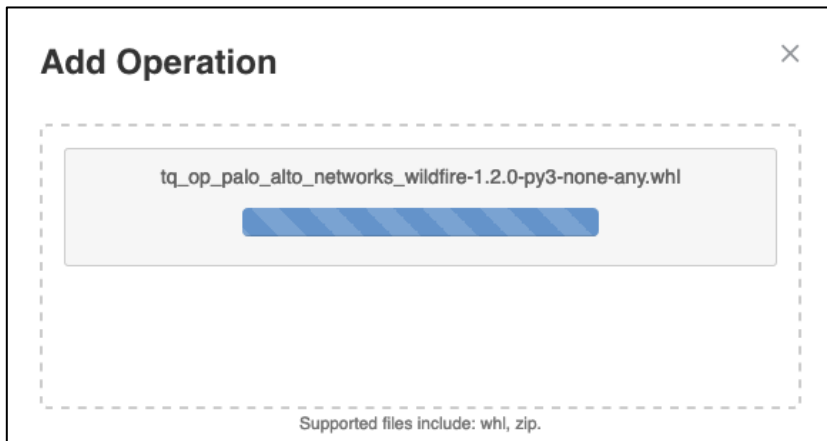 Add Operation
tq_op_palo_alto_networks_wildfire-1.2.0-py3-none-any.whl
Supported files include: whl, zip.